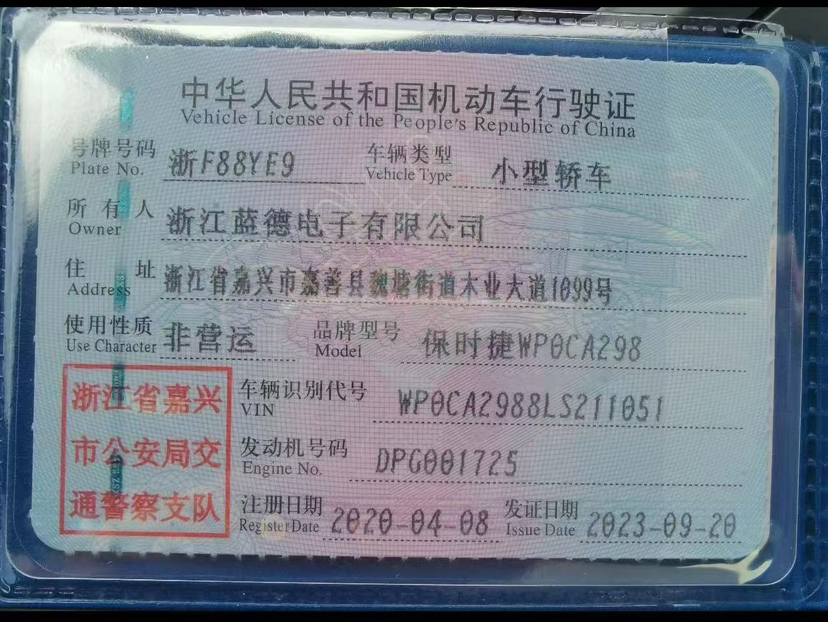 中华人民共和国机动车行驶证
Vehicle License of the People's Republic of China
号牌号码 浙F88YE9 车辆类型 小型轿车
Plate No. Vehicle Type
所有人 浙江蓝德电子有限公司
Owner
住址 浙江省嘉兴市嘉善县魏塘街道木业大道1099号
Address
使用性质 非营运 品牌型号 保时捷WP0CA298
Use Character Model
浙江省嘉兴 车辆识别代号 WP0CA2988LS211051
VIN
市公安局交 发动机号码 DPG001725
Engine No.
通警察支队 注册日期 2020-04-08 发证日期 2023-09-20
Register Date Issue Date